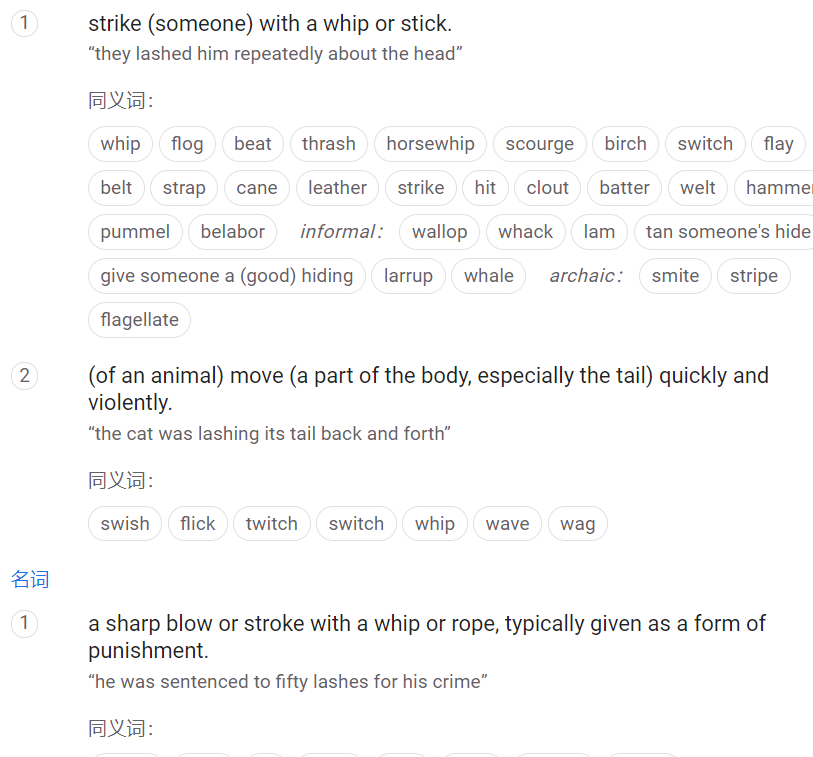 1 strike (someone) with a whip or stick.
“they lashed him repeatedly about the head”
同义词：
whip flog beat thrash horsewhip scourge birch switch flay
belt strap cane leather strike hit clout batter welt hammer
pummel belabor informal： wallop whack lam tan someone's hide
give someone a (good) hiding larrup whale archaic： smite stripe
flagellate
2 (of an animal) move (a part of the body, especially the tail) quickly and
violently.
“the cat was lashing its tail back and forth”
同义词：
swish flick twitch switch whip wave wag
名词
1 a sharp blow or stroke with a whip or rope, typically given as a form of
punishment.
“he was sentenced to fifty lashes for his crime”
同义词：